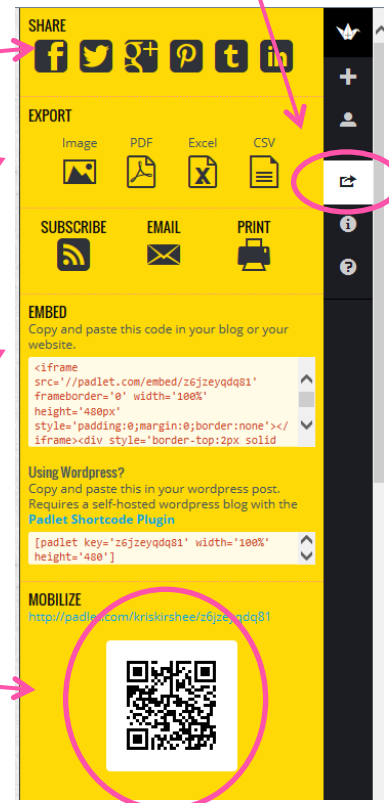 SHARE
EXPORT
Image PDF Excel CSV
SUBSCRIBE EMAIL PRINT
EMBED
Copy and paste this code in your blog or your
website.
<iframe
src='//padlet.com/embed/z6jzeyqdq81'
frameborder='0' width='100%'
height='480px'
style='padding:0;margin:0;border:none'></
iframe><div style='border-top:2px solid
Using Wordpress?
Copy and paste this in your wordpress post.
Requires a self-hosted wordpress blog with the
Padlet Shortcode Plugin
[padlet key='z6jzeyqdq81' width='100%'
height='480']
MOBILIZE
http://padlet.com/kriskirshee/z6jzeyqdq81